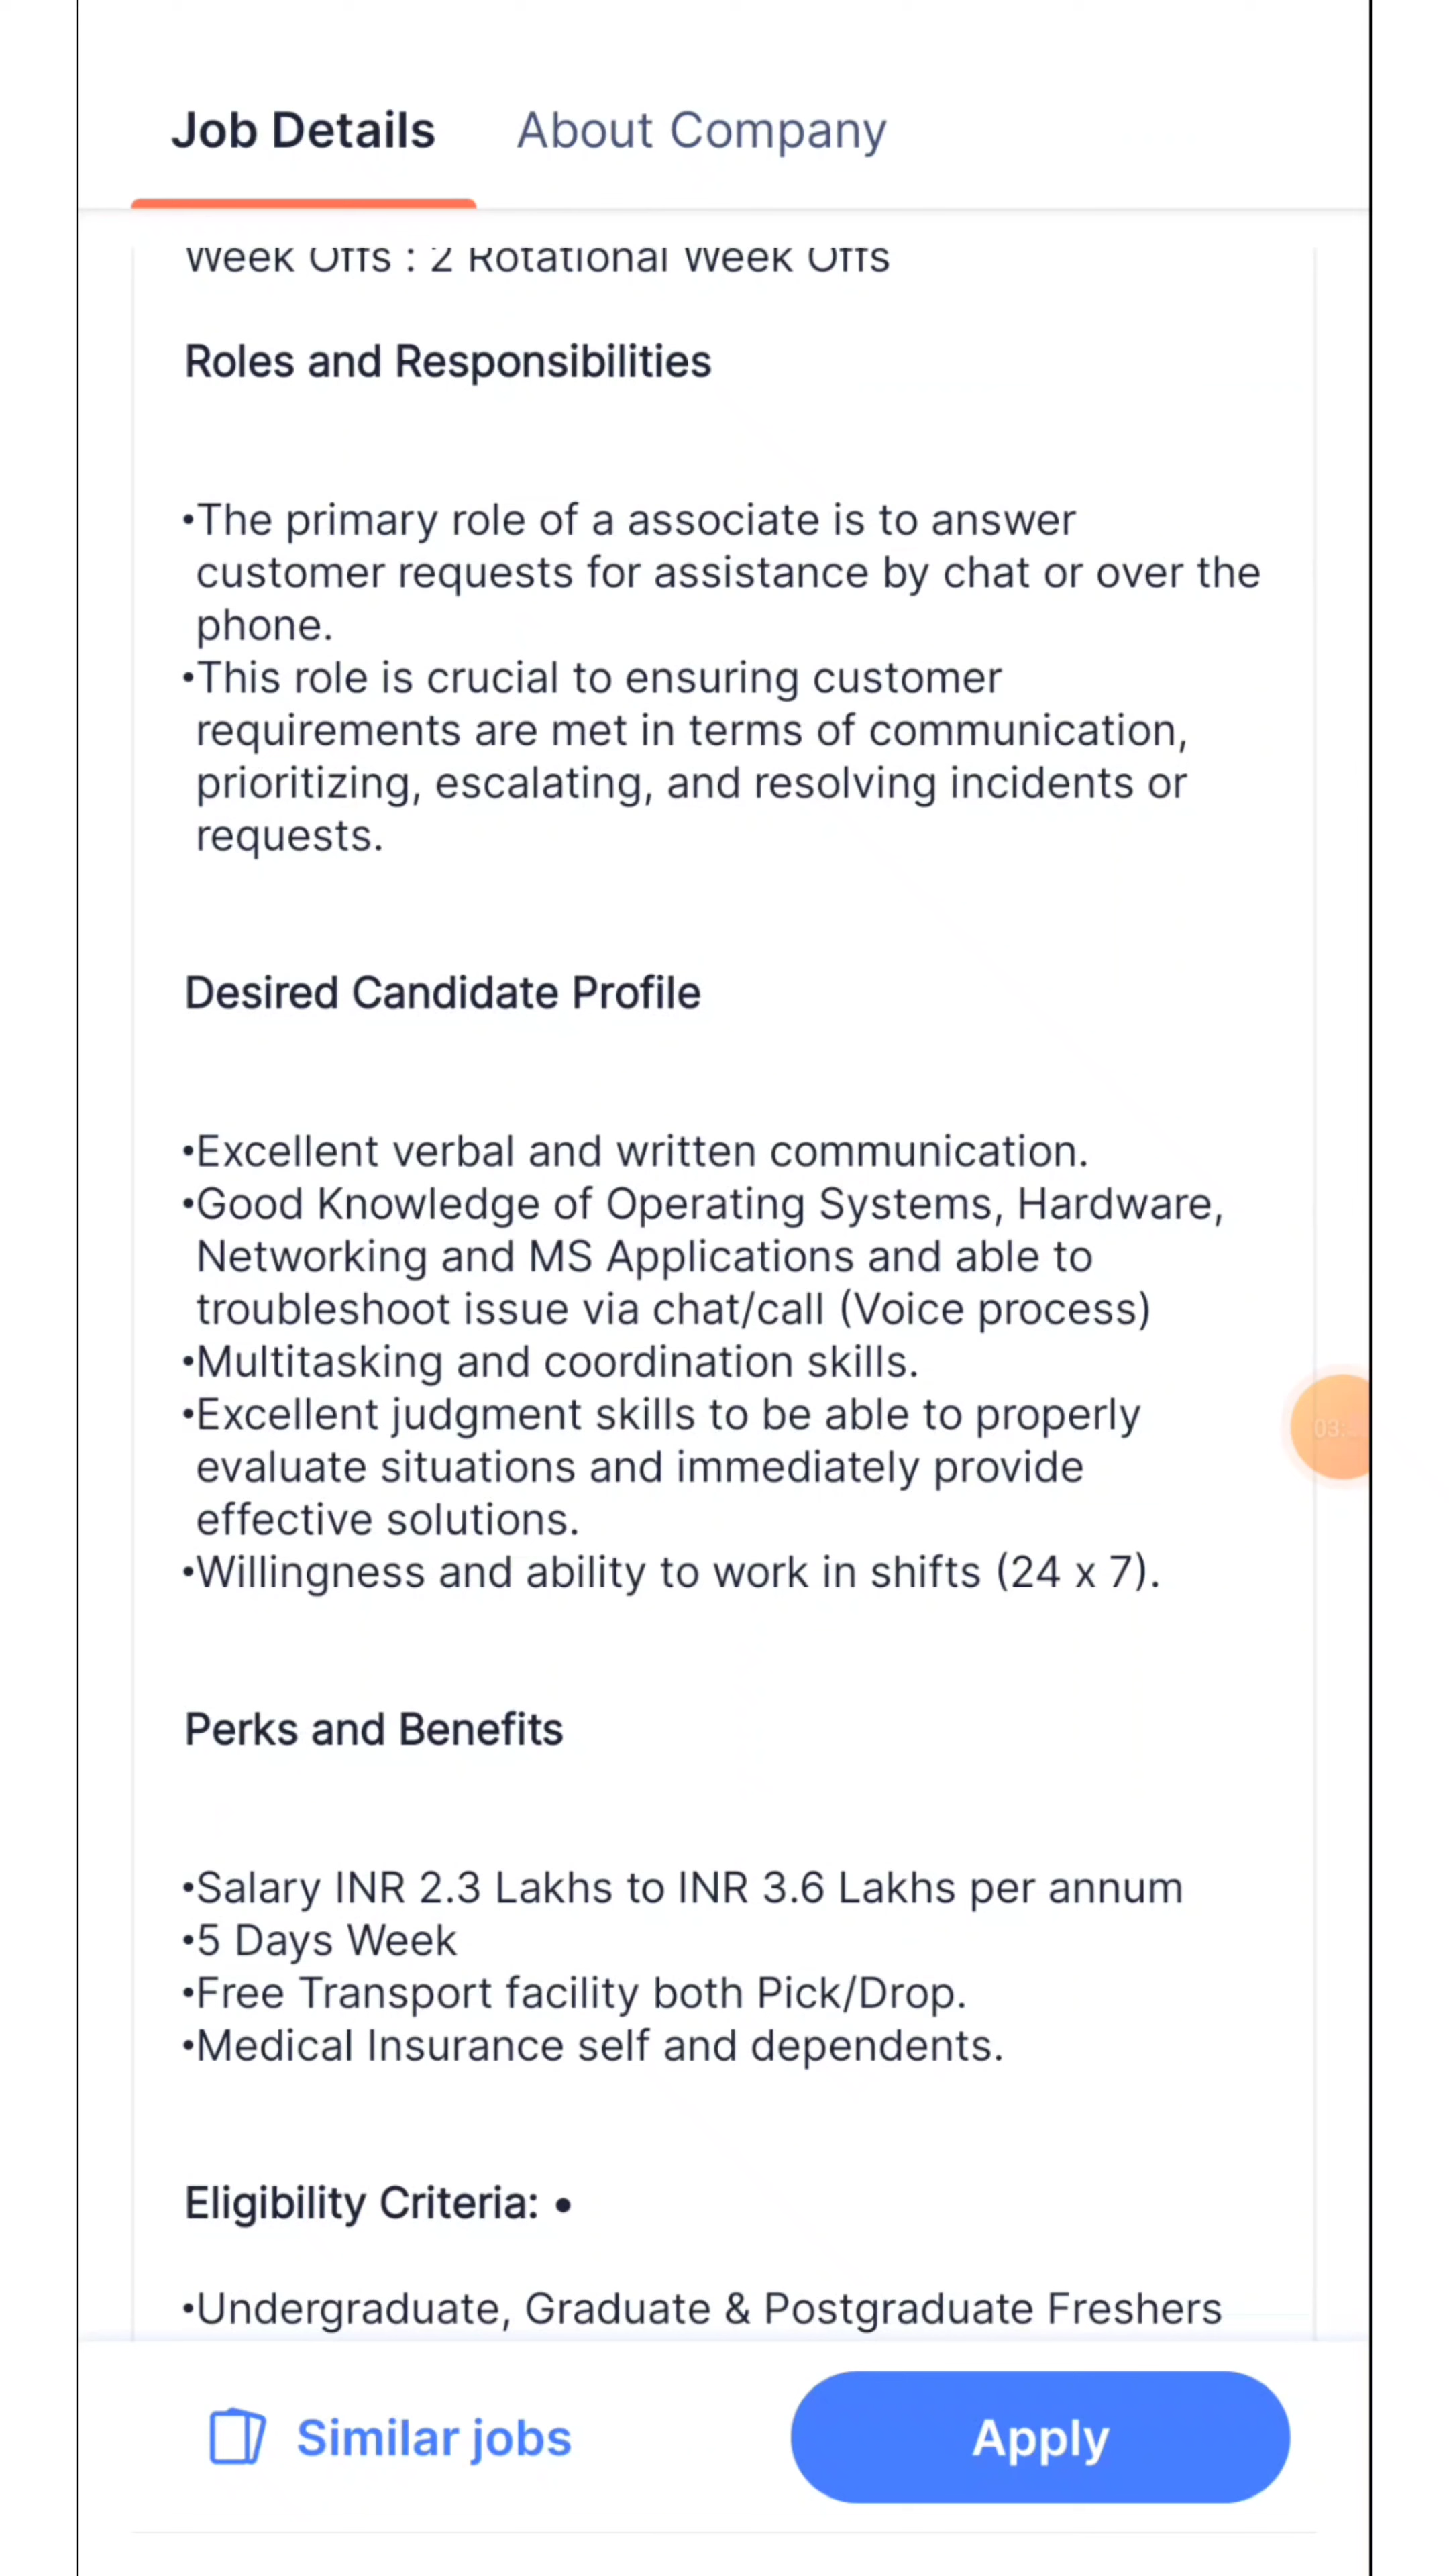 Job Details
About Company
Week Offs : 2 Rotational Week Offs
Roles and Responsibilities
•The primary role of a associate is to answer
customer requests for assistance by chat or over the
phone.
•This role is crucial to ensuring customer
requirements are met in terms of communication,
prioritizing, escalating, and resolving incidents or
requests.
Desired Candidate Profile
•Excellent verbal and written communication.
•Good Knowledge of Operating Systems, Hardware,
Networking and MS Applications and able to
troubleshoot issue via chat/call (Voice process)
•Multitasking and coordination skills.
•Excellent judgment skills to be able to properly
evaluate situations and immediately provide
effective solutions.
•Willingness and ability to work in shifts (24 x 7).
Perks and Benefits
•Salary INR 2.3 Lakhs to INR 3.6 Lakhs per annum
•5 Days Week
•Free Transport facility both Pick/Drop.
•Medical Insurance self and dependents.
Eligibility Criteria: •
•Undergraduate, Graduate & Postgraduate Freshers
Similar jobs
Apply